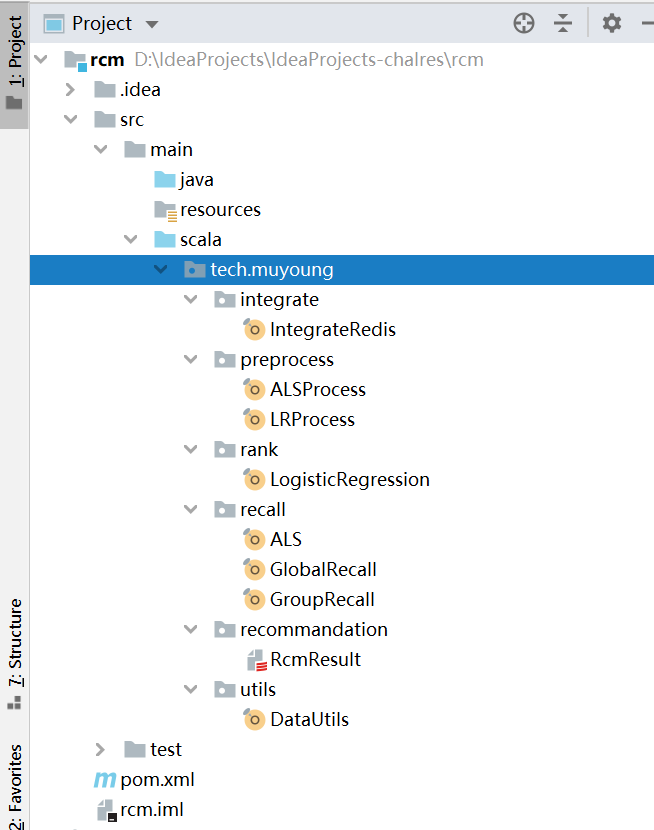 Project
1: Project
rcm D:\IdeaProjects\IdeaProjects-chalres\rcm
.idea
src
main
java
resources
scala
tech.muyoung
integrate
IntegrateRedis
preprocess
ALSProcess
LRProcess
rank
LogisticRegression
recall
ALS
GlobalRecall
GroupRecall
recommandation
RcmResult
utils
DataUtils
test
pom.xml
rcm.iml
7: Structure
2: Favorites